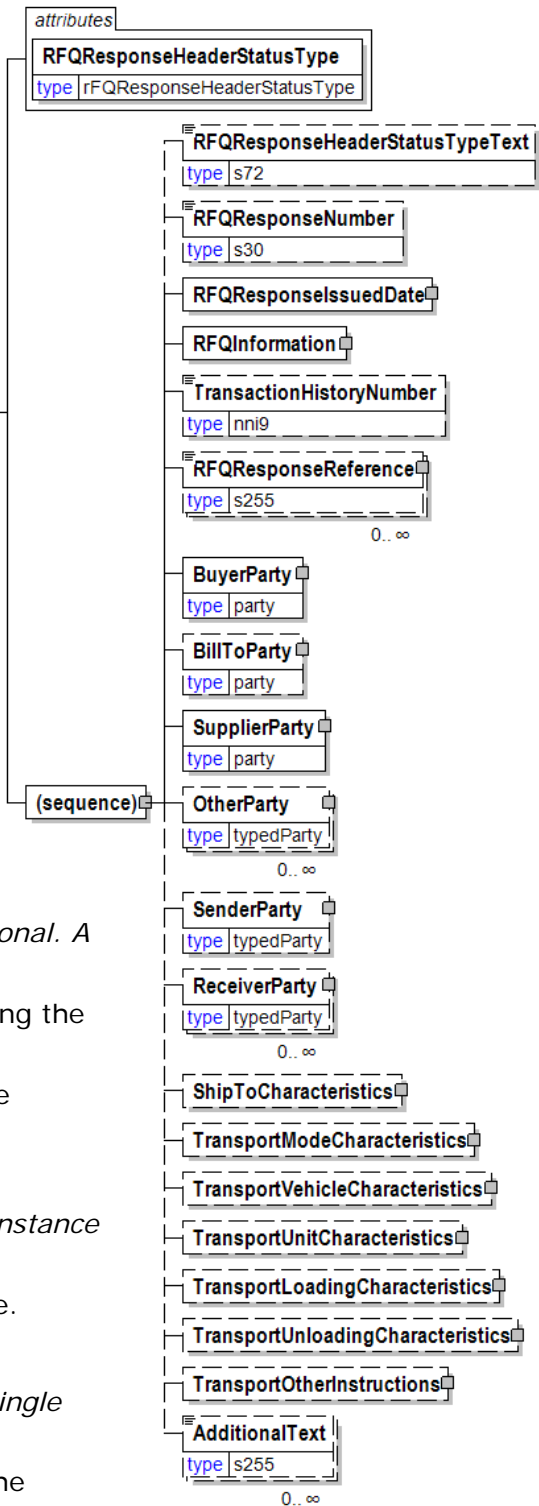 attributes
RFQResponseHeaderStatusType
type rFQResponseHeaderStatusType
RFQResponseHeaderStatusTypeText
type s72
RFQResponseNumber
type s30
RFQResponseIssuedDate
RFQInformation
TransactionHistoryNumber
type nni9
RFQResponseReference
type s255
0.. ∞
BuyerParty
type party
BillToParty
type party
SupplierParty
type party
(sequence)
OtherParty
type typedParty
0.. ∞
SenderParty
type typedParty
ReceiverParty
type typedParty
0.. ∞
ShipToCharacteristics
TransportModeCharacteristics
TransportVehicleCharacteristics
TransportUnitCharacteristics
TransportLoadingCharacteristics
TransportUnloadingCharacteristics
TransportOtherInstructions
AdditionalText
type s255
0.. ∞
onal. A
ng the
e
nstance
e.
ingle
ne